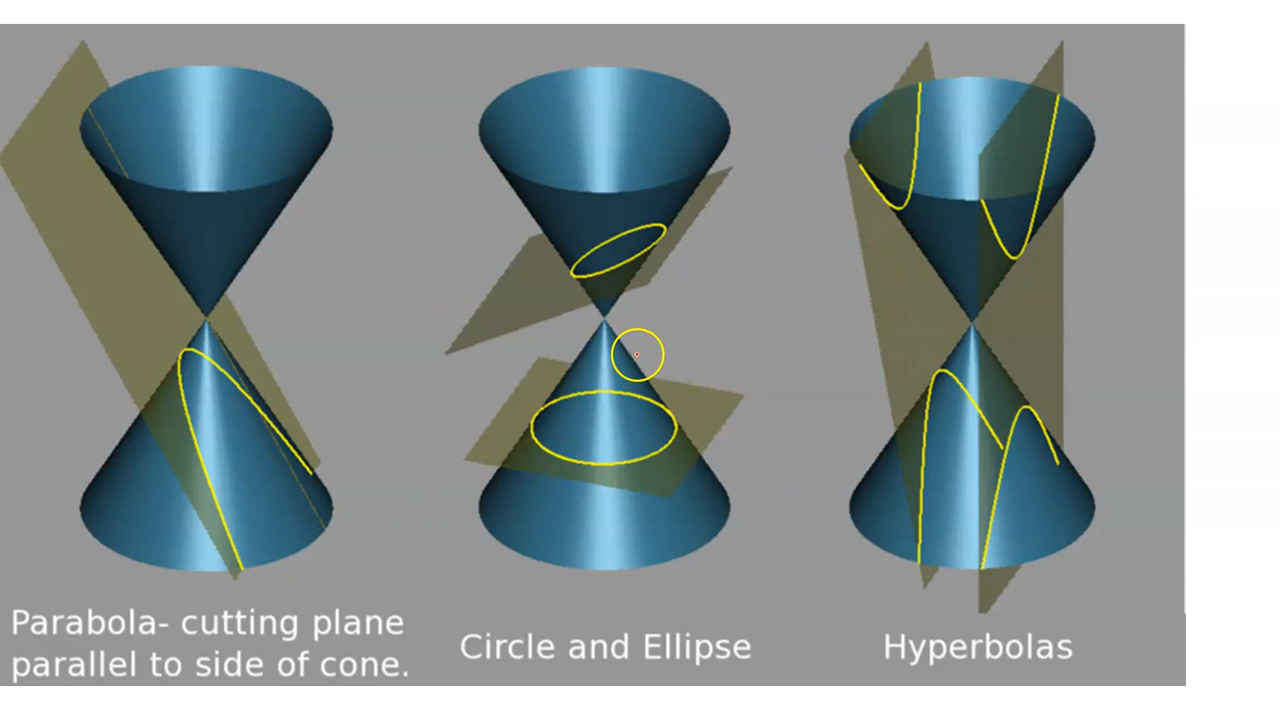 Parabola- cutting plane
parallel to side of cone.
Circle and Ellipse
Hyperbolas